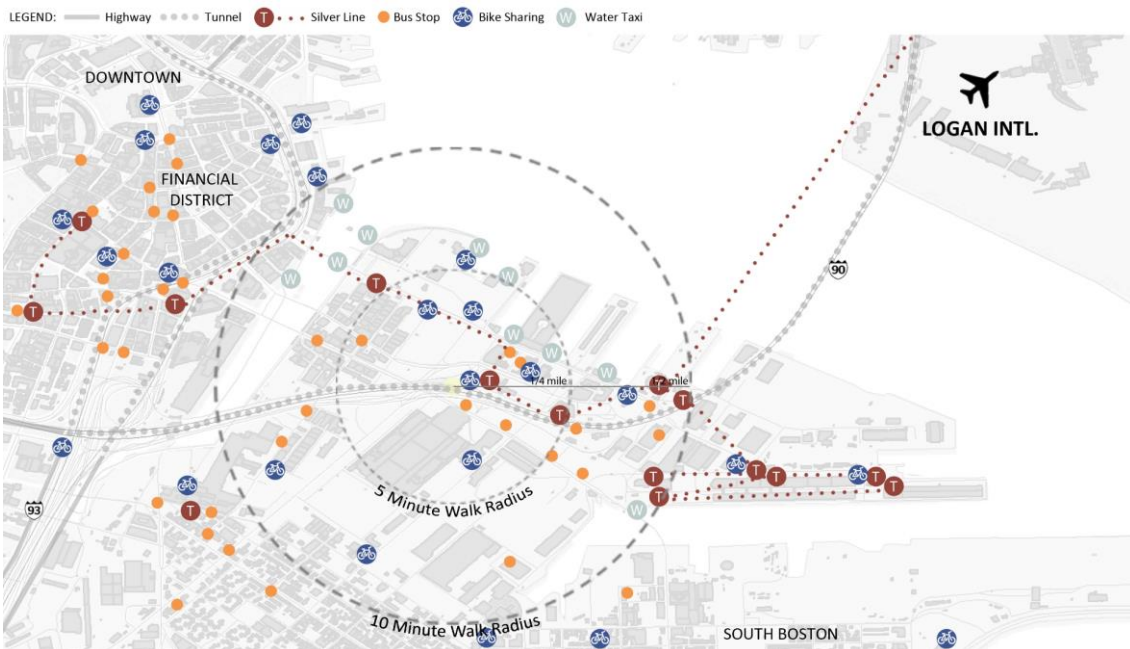 LEGEND: Highway Tunnel T Silver Line Bus Stop Bike Sharing W Water Taxi
DOWNTOWN
LOGAN INTL.
FINANCIAL
DISTRICT
W
T
W
W
W
W
90
T
T
T
W
W
W
T
1/4 mile
T
1/2 mile
T
T
T
T
T
T
T
5 Minute Walk Radius
T
T
93
T
W
10 Minute Walk Radius
SOUTH BOSTON